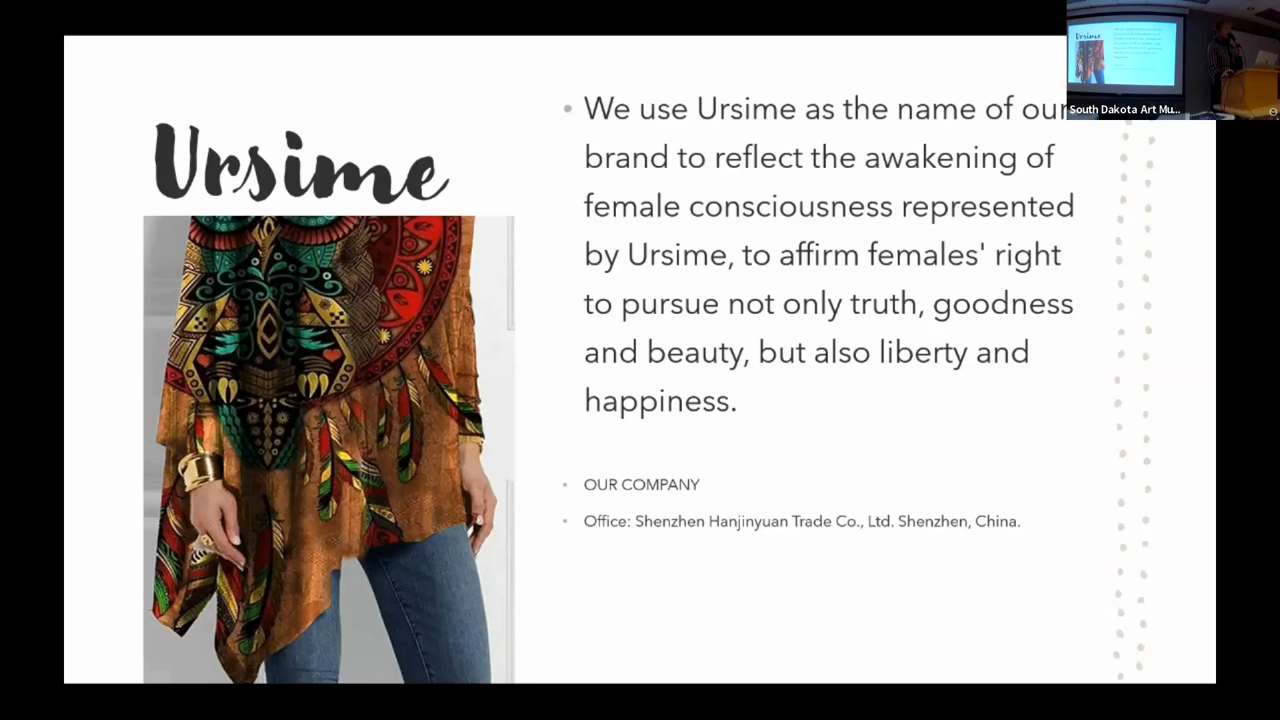 Ursime
We use Ursime as the name of our
brand to reflect the awakening of
female consciousness represented
by Ursime, to affirm females' right
to pursue not only truth, goodness
and beauty, but also liberty and
happiness.
OUR COMPANY
Office: Shenzhen Hanjinyuan Trade Co., Ltd. Shenzhen, China.
Ursime
South Dakota Art Mu...